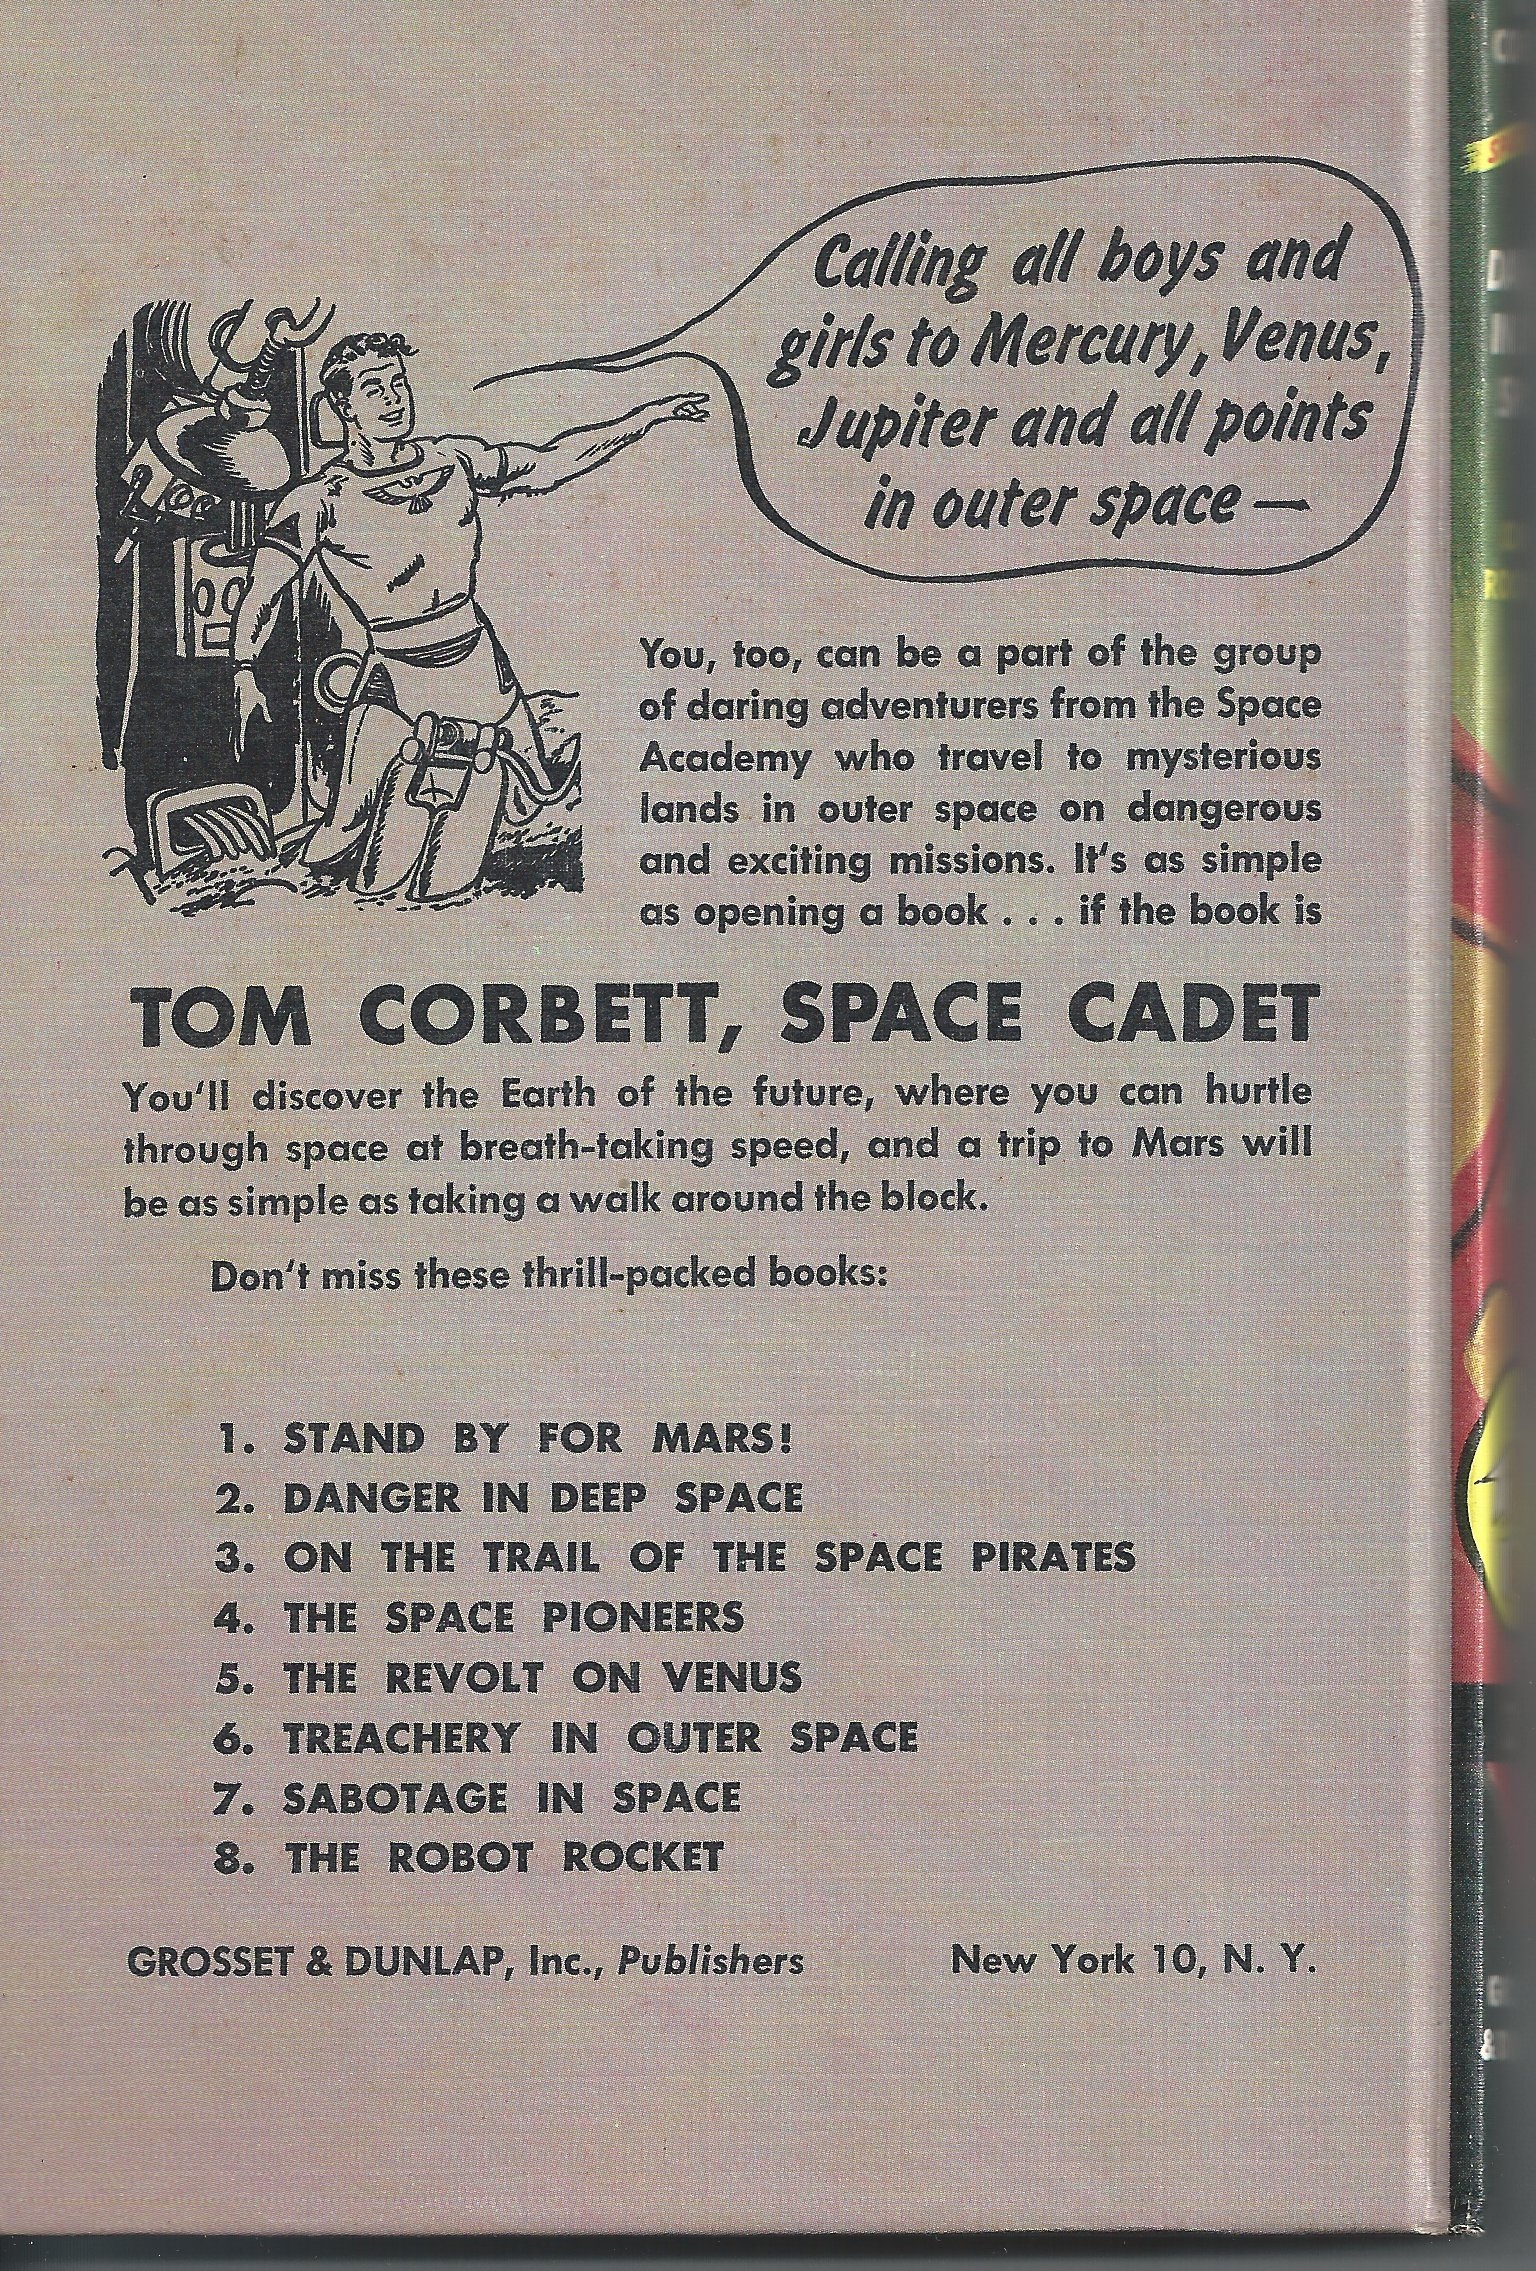 Calling all boys and
girls to Mercury, Venus,
Jupiter and all points
in outer space —
You, too, can be a part of the group
of daring adventurers from the Space
Academy who travel to mysterious
lands in outer space on dangerous
and exciting missions. It's as simple
as opening a book . . . if the book is
TOM CORBETT, SPACE CADET
You'll discover the Earth of the future, where you can hurtle
through space at breath-taking speed, and a trip to Mars will
be as simple as taking a walk around the block.
Don't miss these thrill-packed books:
1. STAND BY FOR MARS!
2. DANGER IN DEEP SPACE
3. ON THE TRAIL OF THE SPACE PIRATES
4. THE SPACE PIONEERS
5. THE REVOLT ON VENUS
6. TREACHERY IN OUTER SPACE
7. SABOTAGE IN SPACE
8. THE ROBOT ROCKET
GROSSET & DUNLAP, Inc., Publishers New York 10, N. Y.